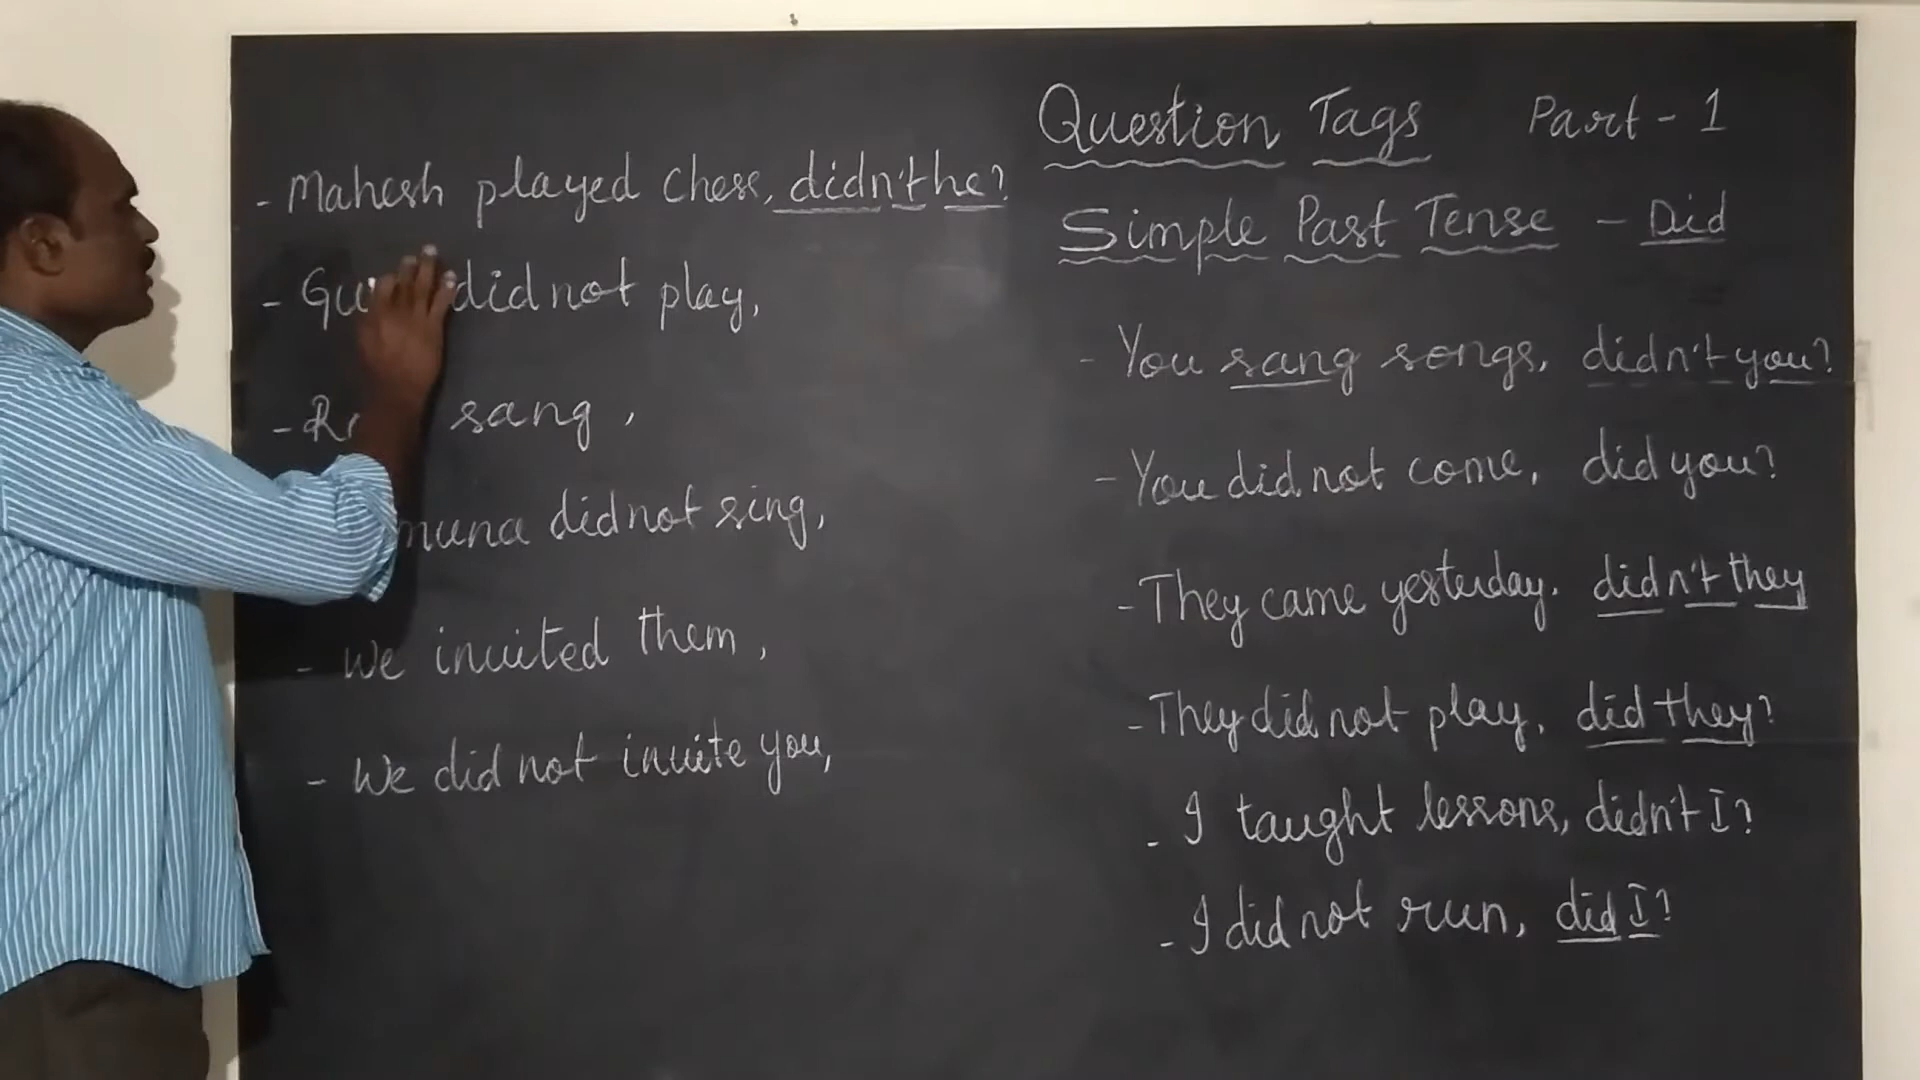 Question Tags Part - 1
Simple Past Tense - Did
- Mahesh played chess, didn't he?
- did not play,
- sang,
did not sing,
- We invited them,
- We did not invite you,
- You sang songs, didn't you?
- You did not come, did you?
- They came yesterday. didn't they
- They did not play, did they?
- I taught lessons, didn't I?
- I did not run, did I?